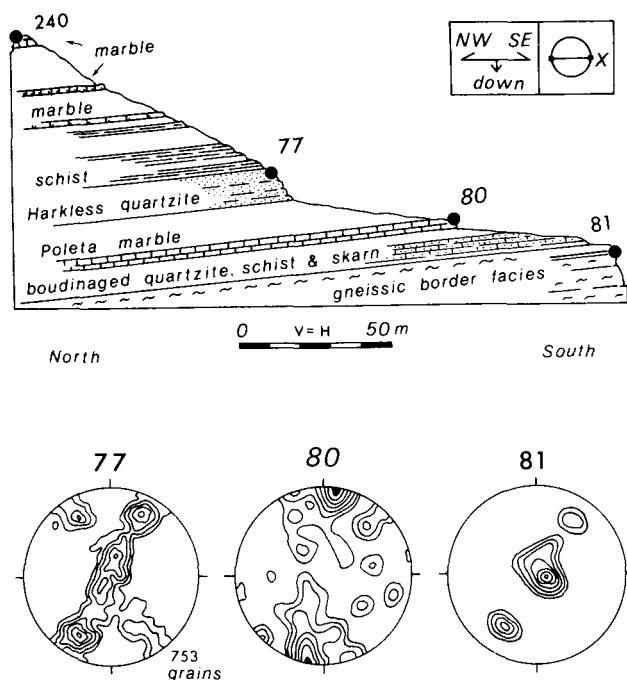 240
marble
NW SE
down
X
marble
77
schist
80
Harkless quartzite
81
Poleta marble
boudinaged quartzite, schist & skarn
gneissic border facies
0 V=H 50 m
North
South
77
80
81
753
grains